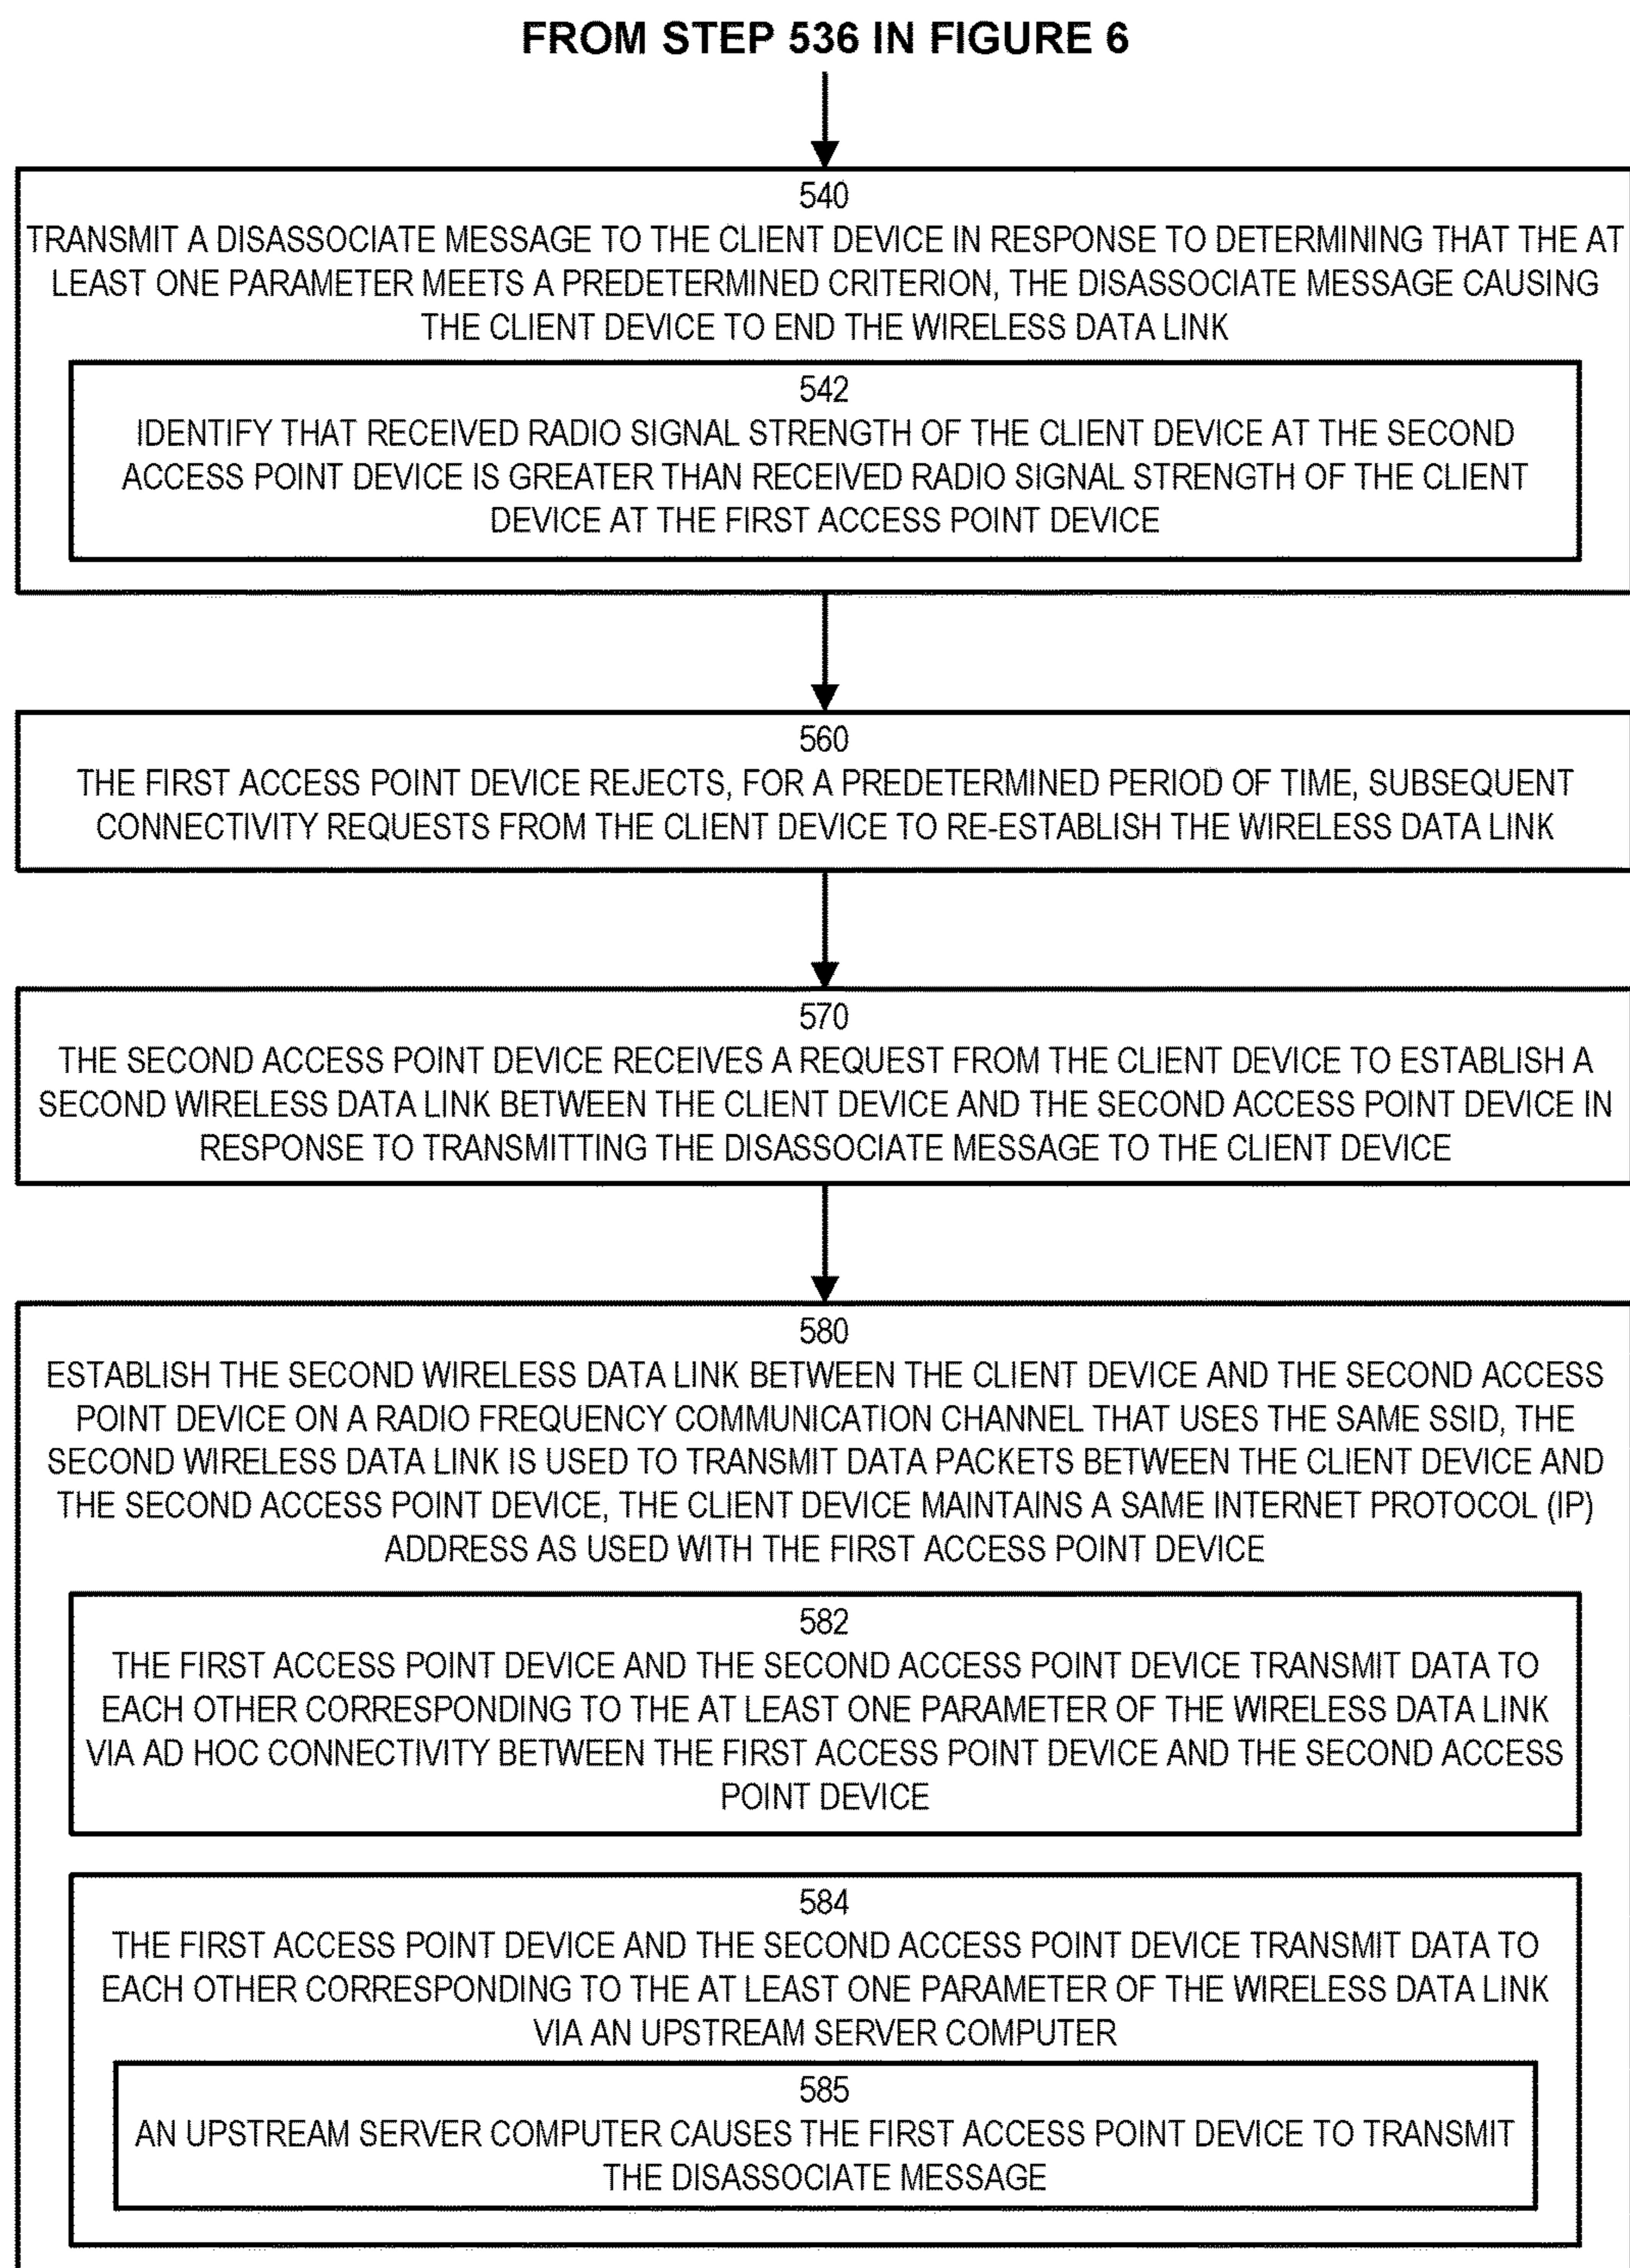 FROM STEP 536 IN FIGURE 6
540
TRANSMIT A DISASSOCIATE MESSAGE TO THE CLIENT DEVICE IN RESPONSE TO DETERMINING THAT THE AT
LEAST ONE PARAMETER MEETS A PREDETERMINED CRITERION, THE DISASSOCIATE MESSAGE CAUSING
THE CLIENT DEVICE TO END THE WIRELESS DATA LINK
542
IDENTIFY THAT RECEIVED RADIO SIGNAL STRENGTH OF THE CLIENT DEVICE AT THE SECOND
ACCESS POINT DEVICE IS GREATER THAN RECEIVED RADIO SIGNAL STRENGTH OF THE CLIENT
DEVICE AT THE FIRST ACCESS POINT DEVICE
560
THE FIRST ACCESS POINT DEVICE REJECTS, FOR A PREDETERMINED PERIOD OF TIME, SUBSEQUENT
CONNECTIVITY REQUESTS FROM THE CLIENT DEVICE TO RE-ESTABLISH THE WIRELESS DATA LINK
570
THE SECOND ACCESS POINT DEVICE RECEIVES A REQUEST FROM THE CLIENT DEVICE TO ESTABLISH A
SECOND WIRELESS DATA LINK BETWEEN THE CLIENT DEVICE AND THE SECOND ACCESS POINT DEVICE IN
RESPONSE TO TRANSMITTING THE DISASSOCIATE MESSAGE TO THE CLIENT DEVICE
580
ESTABLISH THE SECOND WIRELESS DATA LINK BETWEEN THE CLIENT DEVICE AND THE SECOND ACCESS
POINT DEVICE ON A RADIO FREQUENCY COMMUNICATION CHANNEL THAT USES THE SAME SSID, THE
SECOND WIRELESS DATA LINK IS USED TO TRANSMIT DATA PACKETS BETWEEN THE CLIENT DEVICE AND
THE SECOND ACCESS POINT DEVICE, THE CLIENT DEVICE MAINTAINS A SAME INTERNET PROTOCOL (IP)
ADDRESS AS USED WITH THE FIRST ACCESS POINT DEVICE
582
THE FIRST ACCESS POINT DEVICE AND THE SECOND ACCESS POINT DEVICE TRANSMIT DATA TO
EACH OTHER CORRESPONDING TO THE AT LEAST ONE PARAMETER OF THE WIRELESS DATA LINK
VIA AD HOC CONNECTIVITY BETWEEN THE FIRST ACCESS POINT DEVICE AND THE SECOND ACCESS
POINT DEVICE
584
THE FIRST ACCESS POINT DEVICE AND THE SECOND ACCESS POINT DEVICE TRANSMIT DATA TO
EACH OTHER CORRESPONDING TO THE AT LEAST ONE PARAMETER OF THE WIRELESS DATA LINK
VIA AN UPSTREAM SERVER COMPUTER
585
AN UPSTREAM SERVER COMPUTER CAUSES THE FIRST ACCESS POINT DEVICE TO TRANSMIT
THE DISASSOCIATE MESSAGE